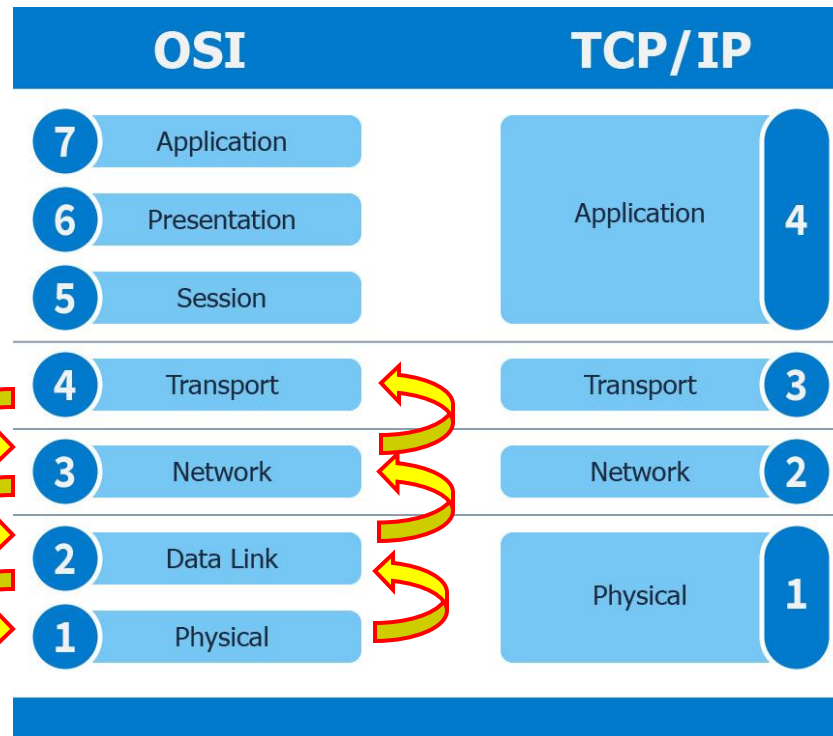 OSI TCP/IP
7 Application
6 Presentation
5 Session
Application 4
4 Transport
Transport 3
3 Network
Network 2
2 Data Link
1 Physical
Physical 1